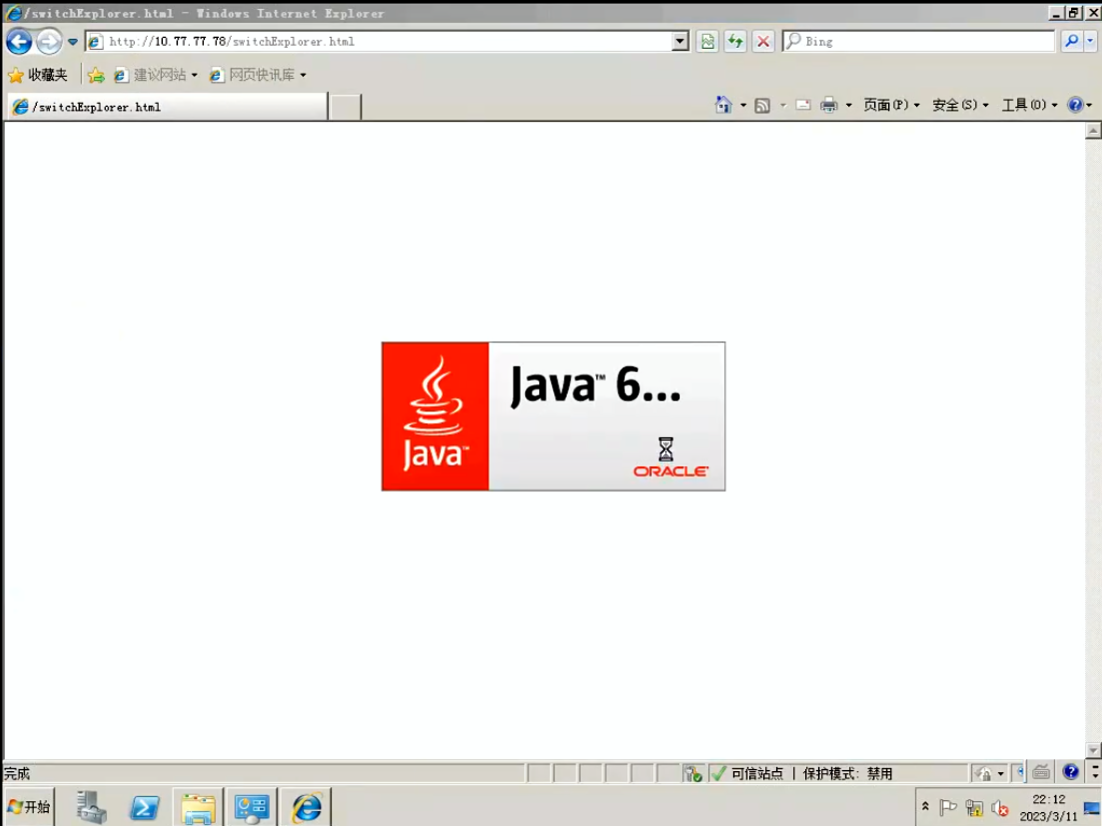 /switchExplorer.html - Windows Internet Explorer
http://10.77.77.78/switchExplorer.html
Bing
收藏夹
建议网站
网页快讯库
/switchExplorer.html
页面(P)
安全(S)
工具(O)
Java™ 6...
Java™
ORACLE
完成
可信站点 | 保护模式: 禁用
开始
22:12
2023/3/11